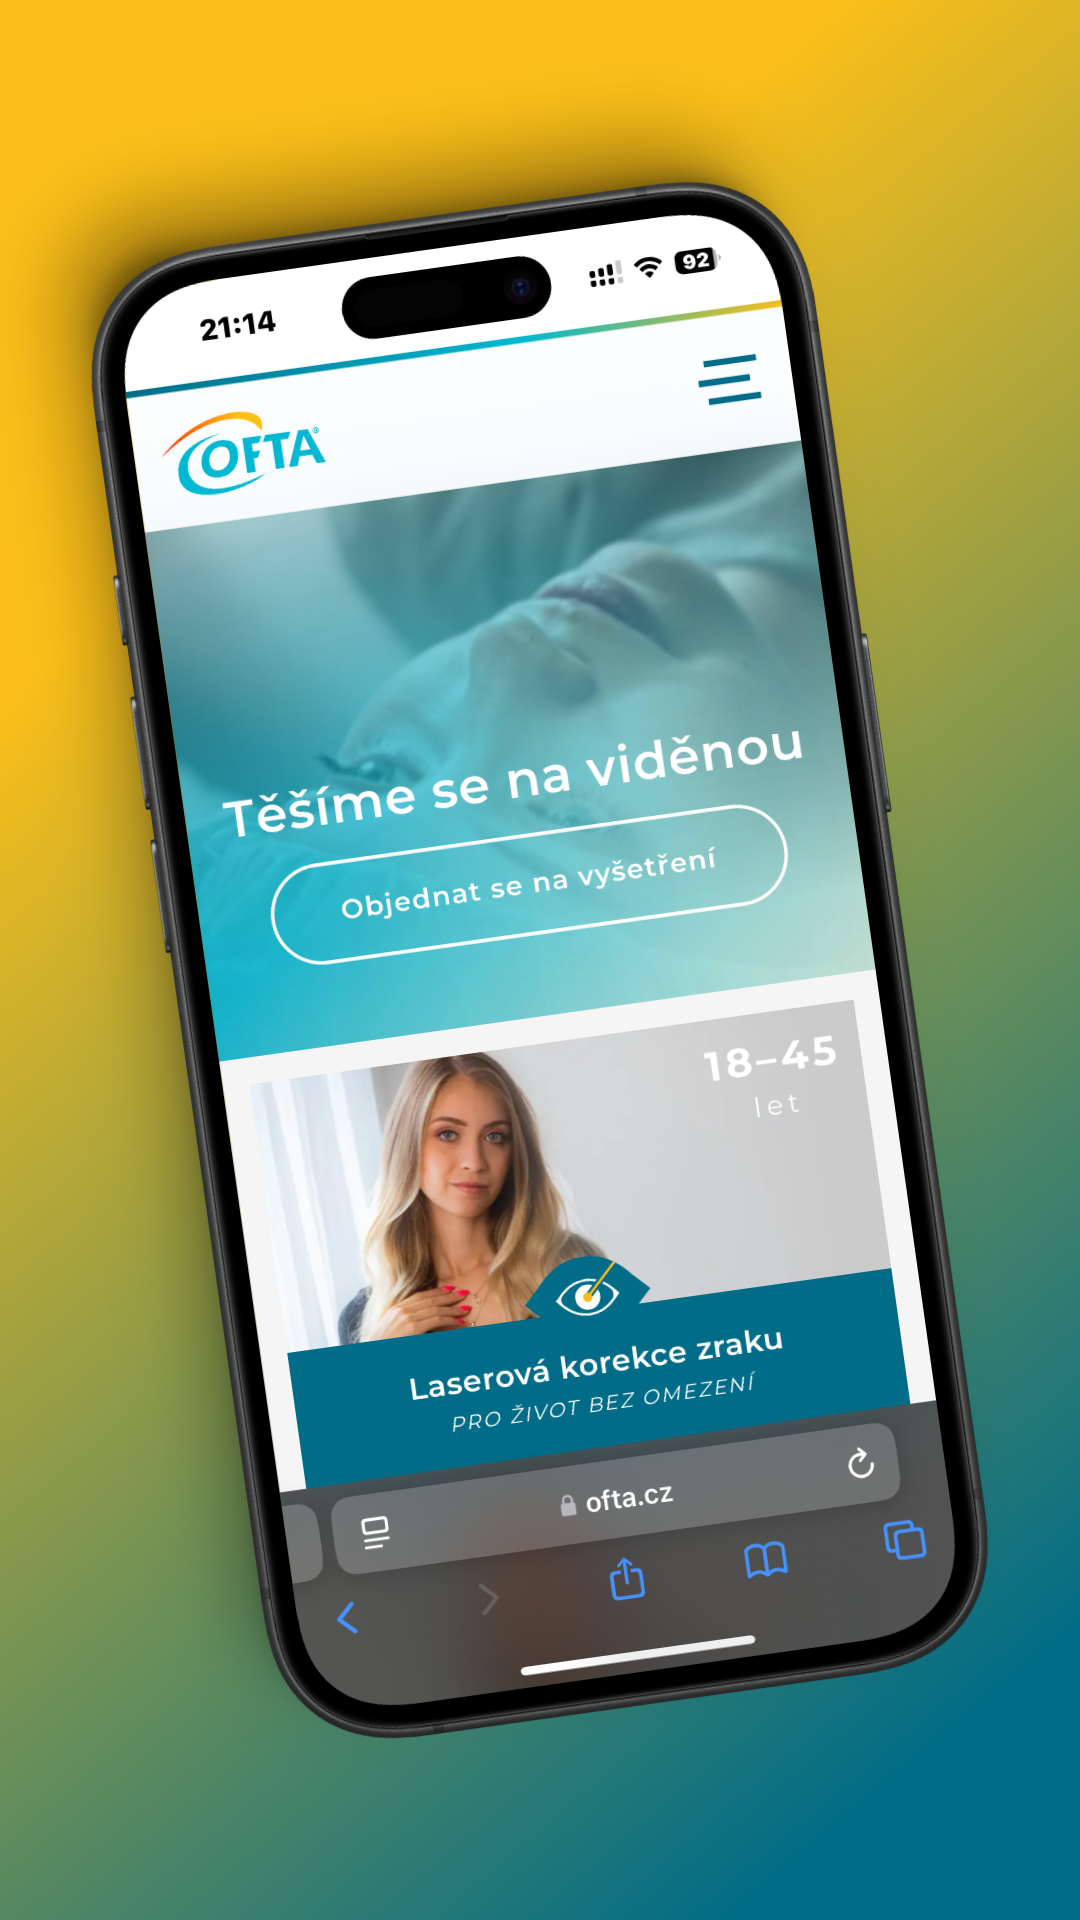 21:14
92
OFTA®
Těšíme se na viděnou
Objednat se na vyšetření
18–45
let
Laserová korekce zraku
PRO ŽIVOT BEZ OMEZENÍ
ofta.cz